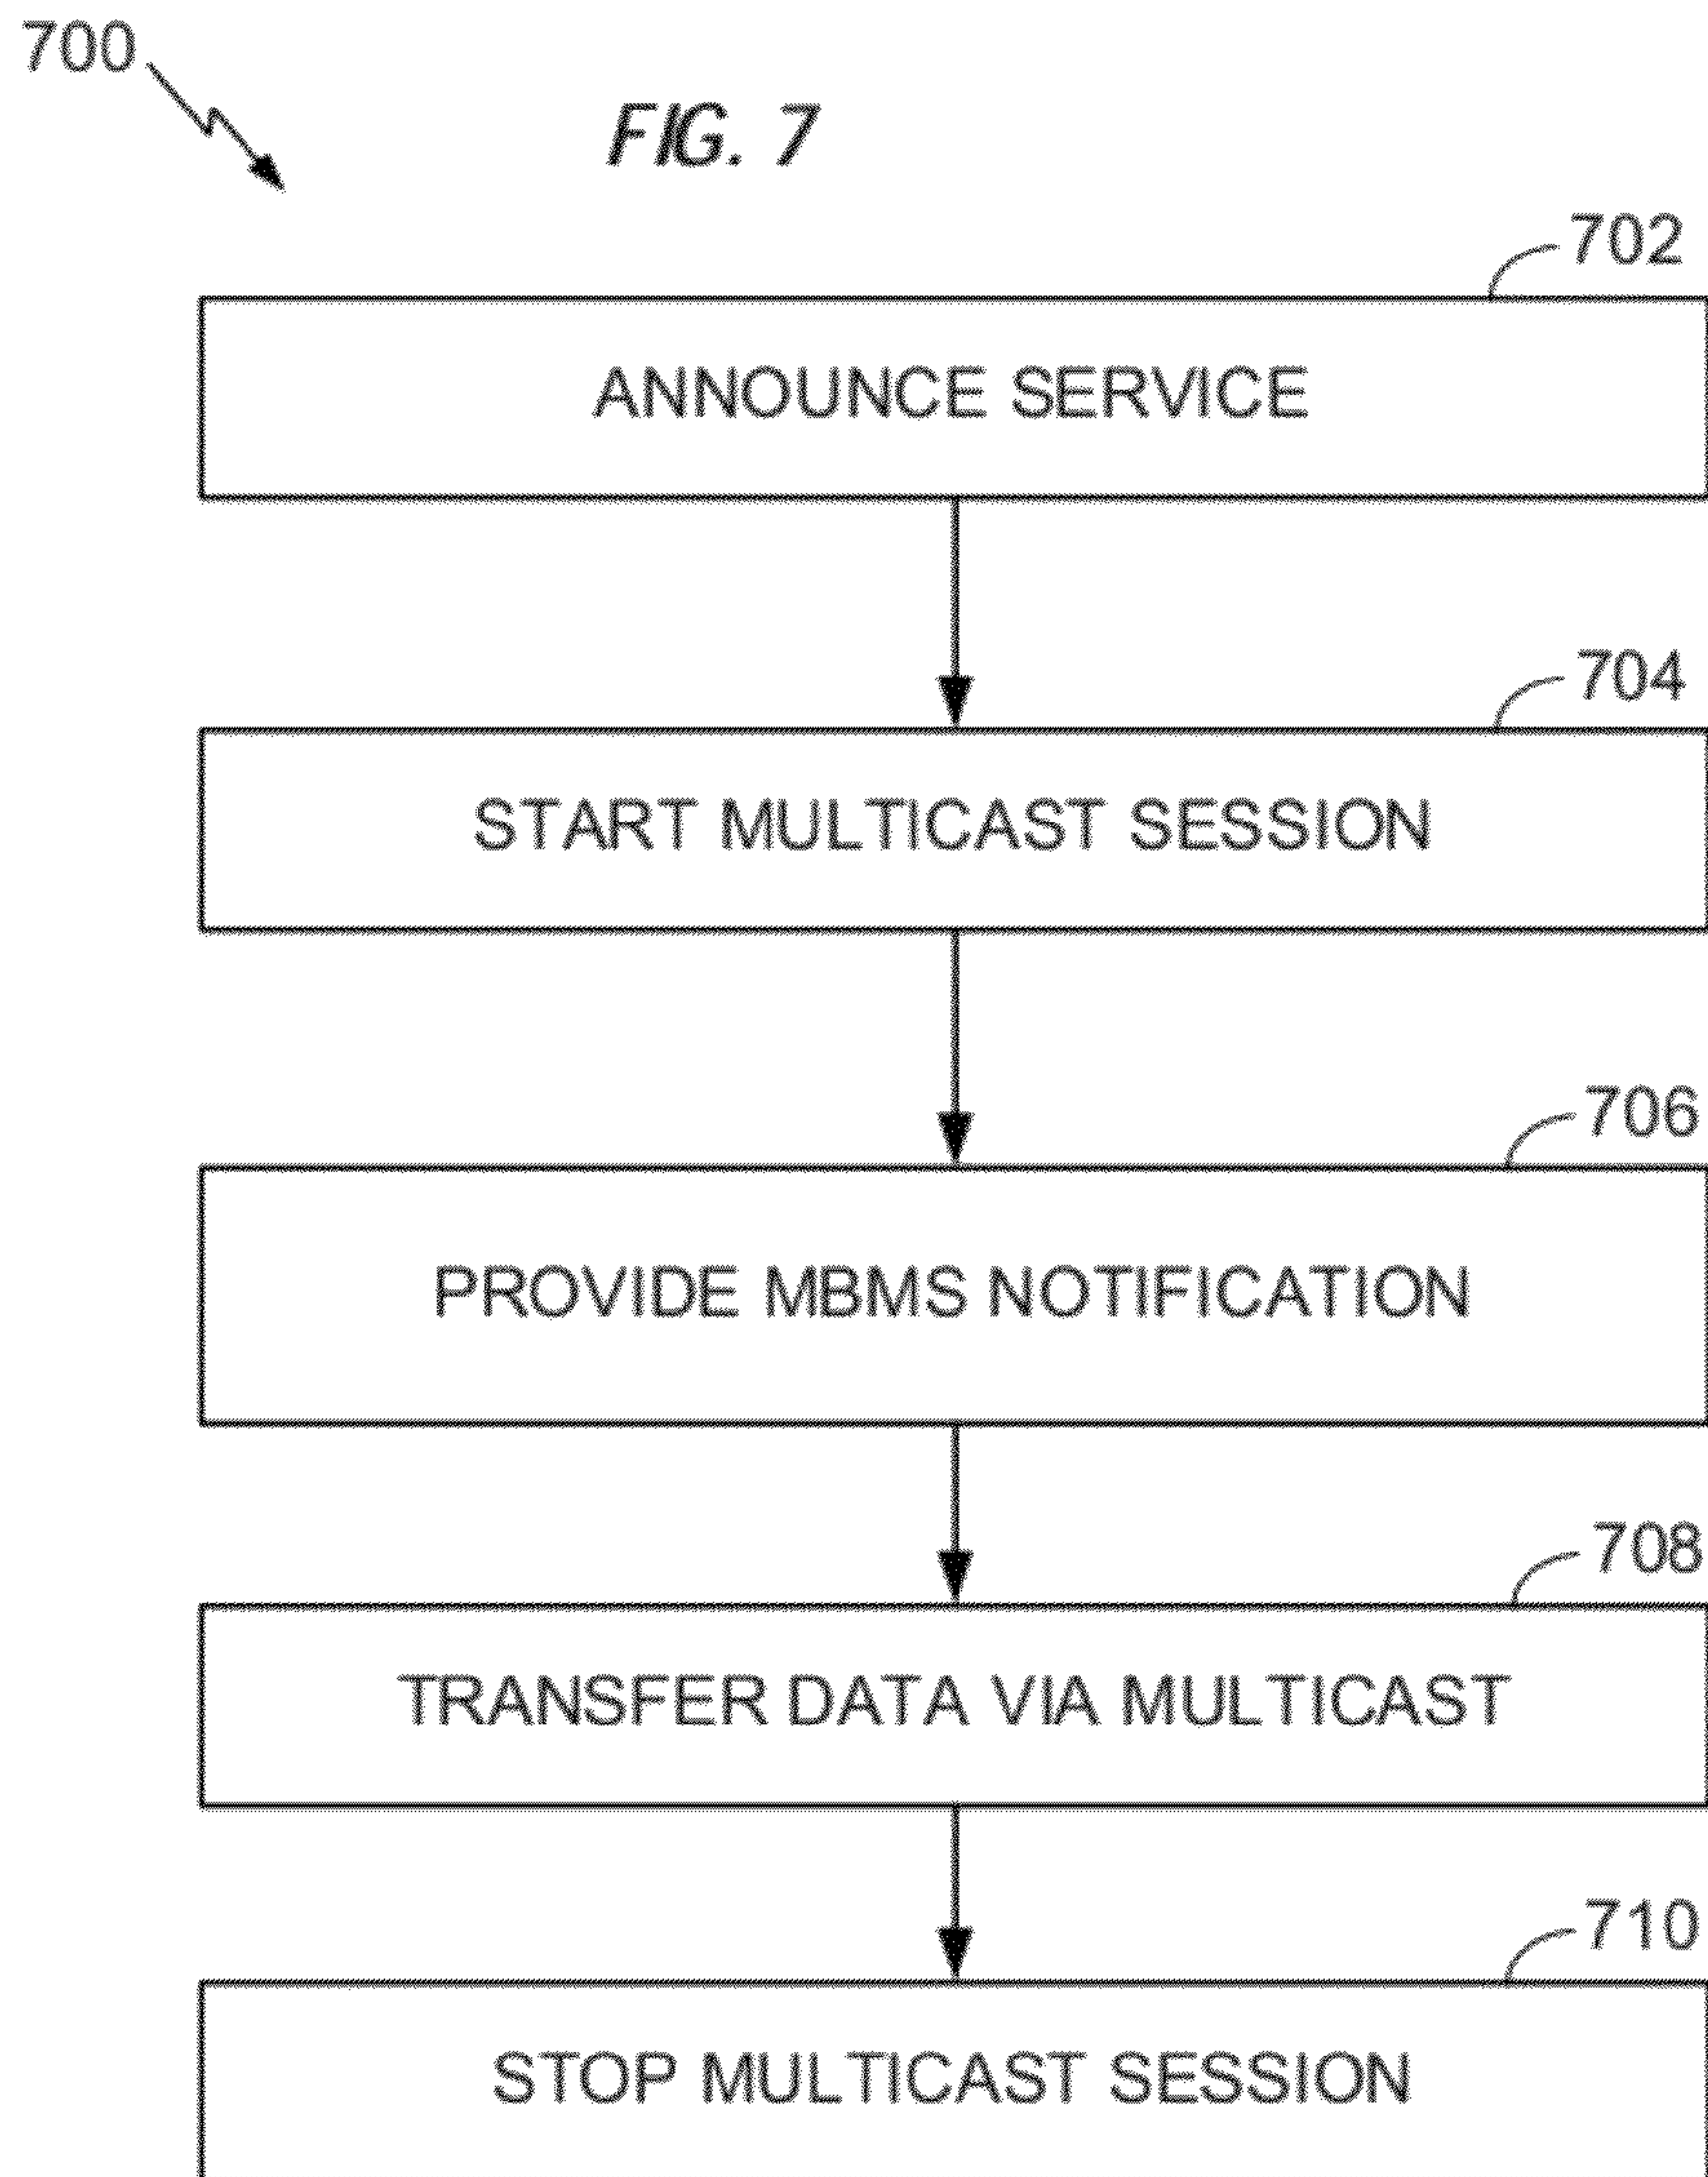 700
FIG. 7
702
ANNOUNCE SERVICE
704
START MULTICAST SESSION
706
PROVIDE MBMS NOTIFICATION
708
TRANSFER DATA VIA MULTICAST
710
STOP MULTICAST SESSION